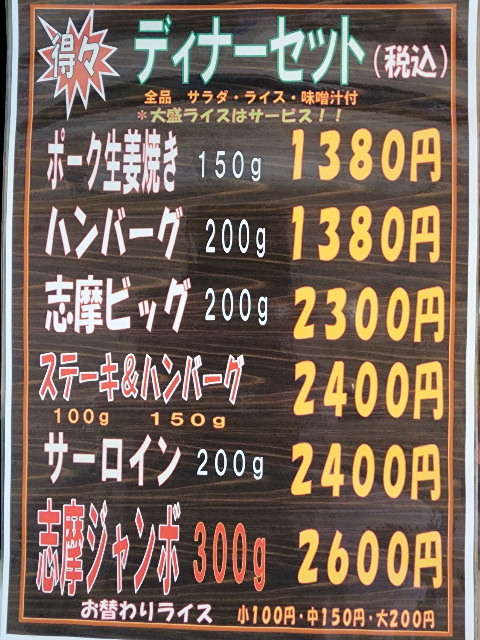 得々 ディナーセット(税込)
全品 サラダ・ライス・味噌汁付
*大盛ライスはサービス!!
ポーク生姜焼き 150g 1380円
ハンバーグ 200g 1380円
志摩ビッグ 200g 2300円
ステーキ&ハンバーグ 2400円
100g 150g
サーロイン 200g 2400円
志摩ジャンボ 300g 2600円
お替わりライス 小100円・中150円・大200円